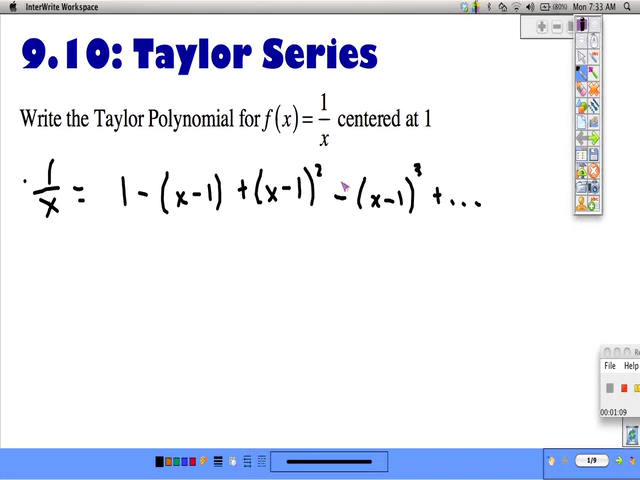 InterWrite Workspace
(80%) Mon 7:33 AM
9.10: Taylor Series
Write the Taylor Polynomial for f(x) = 1/x centered at 1
1/x = 1 - (x-1) + (x-1)² - (x-1)³ + ...
File
00:01:09
1/9